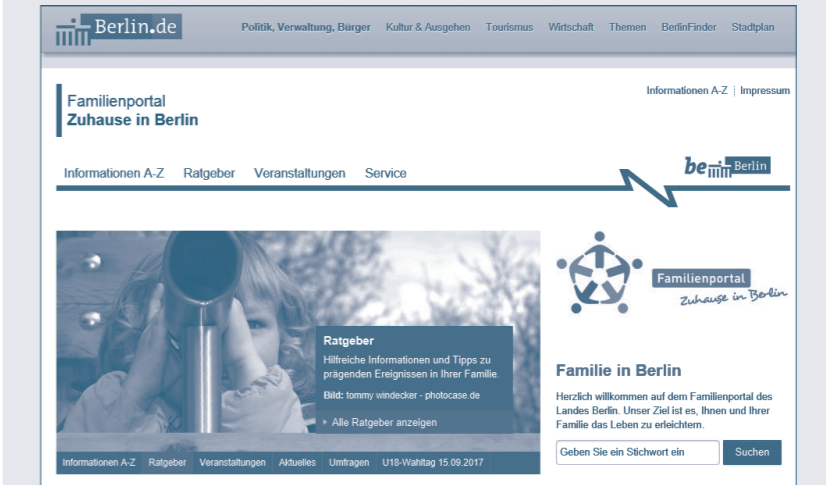 Berlin.de
Politik, Verwaltung, Bürger Kultur & Ausgehen Tourismus Wirtschaft Themen BerlinFinder Stadtplan
Informationen A-Z | Impressum
Familienportal
Zuhause in Berlin
Informationen A-Z Ratgeber Veranstaltungen Service
be Berlin
Familienportal
Zuhause in Berlin
Ratgeber
Hilfreiche Informationen und Tipps zu
prägenden Ereignissen in Ihrer Familie.
Bild: tommy windecker - photocase.de
Alle Ratgeber anzeigen
Informationen A-Z Ratgeber Veranstaltungen Aktuelles Umfragen U18-Wahltag 15.09.2017
Familie in Berlin
Herzlich willkommen auf dem Familienportal des
Landes Berlin. Unser Ziel ist es, Ihnen und Ihrer
Familie das Leben zu erleichtern.
Geben Sie ein Stichwort ein Suchen